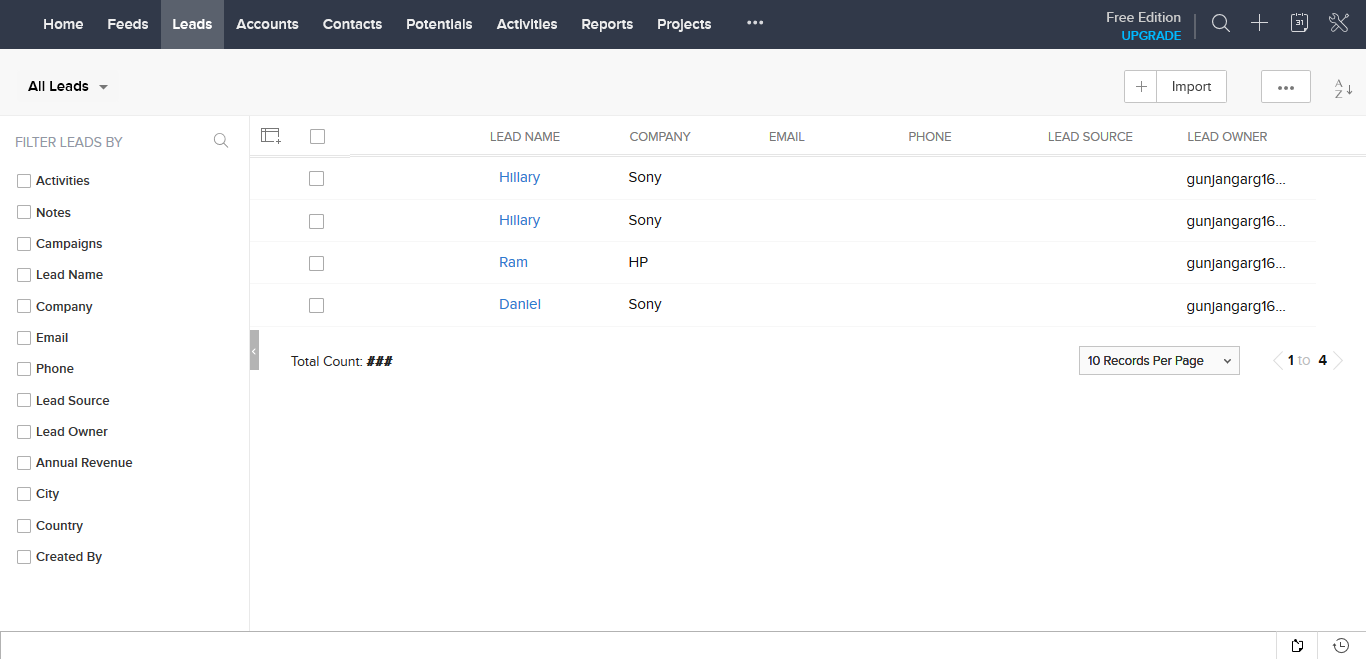 Home Feeds Leads Accounts Contacts Potentials Activities Reports Projects ••• Free Edition
UPGRADE
31
All Leads
Import
•••
A
Z
FILTER LEADS BY
LEAD NAME COMPANY EMAIL PHONE LEAD SOURCE LEAD OWNER
Activities
Notes
Campaigns
Lead Name
Company
Email
Phone
Lead Source
Lead Owner
Annual Revenue
City
Country
Created By
Hillary Sony gunjangarg16...
Hillary Sony gunjangarg16...
Ram HP gunjangarg16...
Daniel Sony gunjangarg16...
Total Count: ### 10 Records Per Page 1 to 4